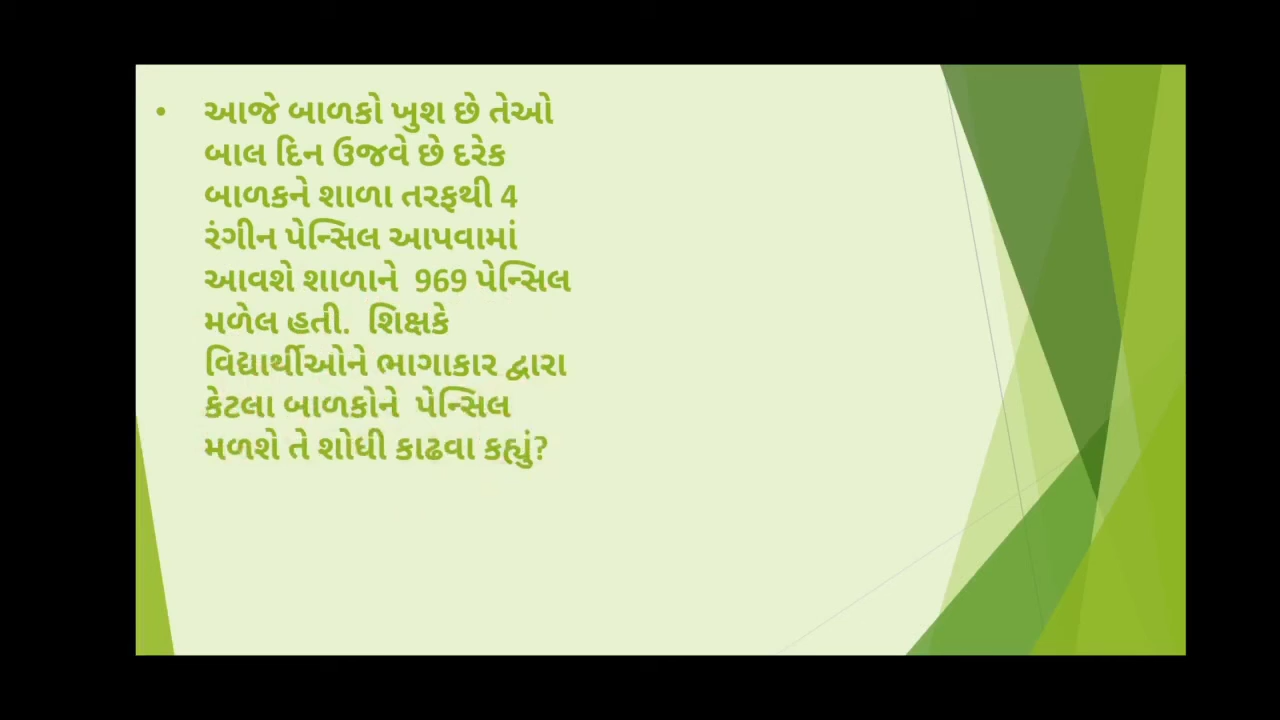 • આજે બાળકો ખુશ છે તેઓ
બાલ દિન ઉજવે છે દરેક
બાળકને શાળા તરફથી 4
રંગીન પેન્સિલ આપવામાં
આવશે શાળાને 969 પેન્સિલ
મળેલ હતી. શિક્ષકે
વિદ્યાર્થીઓને ભાગાકાર દ્વારા
કેટલા બાળકોને પેન્સિલ
મળશે તે શોધી કાઢવા કહ્યું?